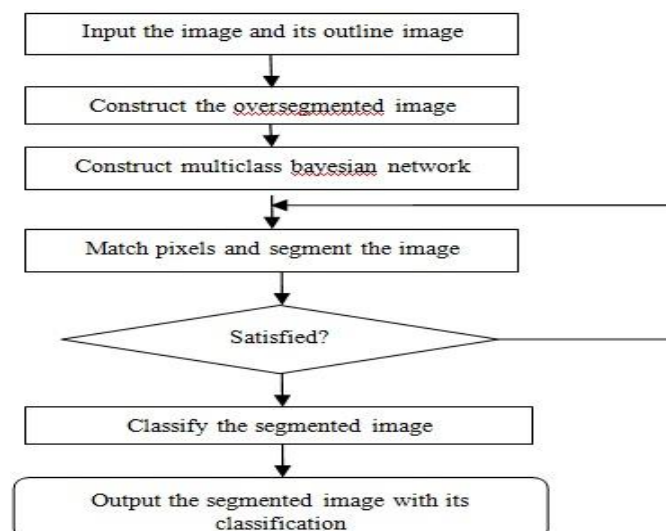 Input the image and its outline image
Construct the oversegmented image
Construct multiclass bayesian network
Match pixels and segment the image
Satisfied?
Classify the segmented image
Output the segmented image with its
classification